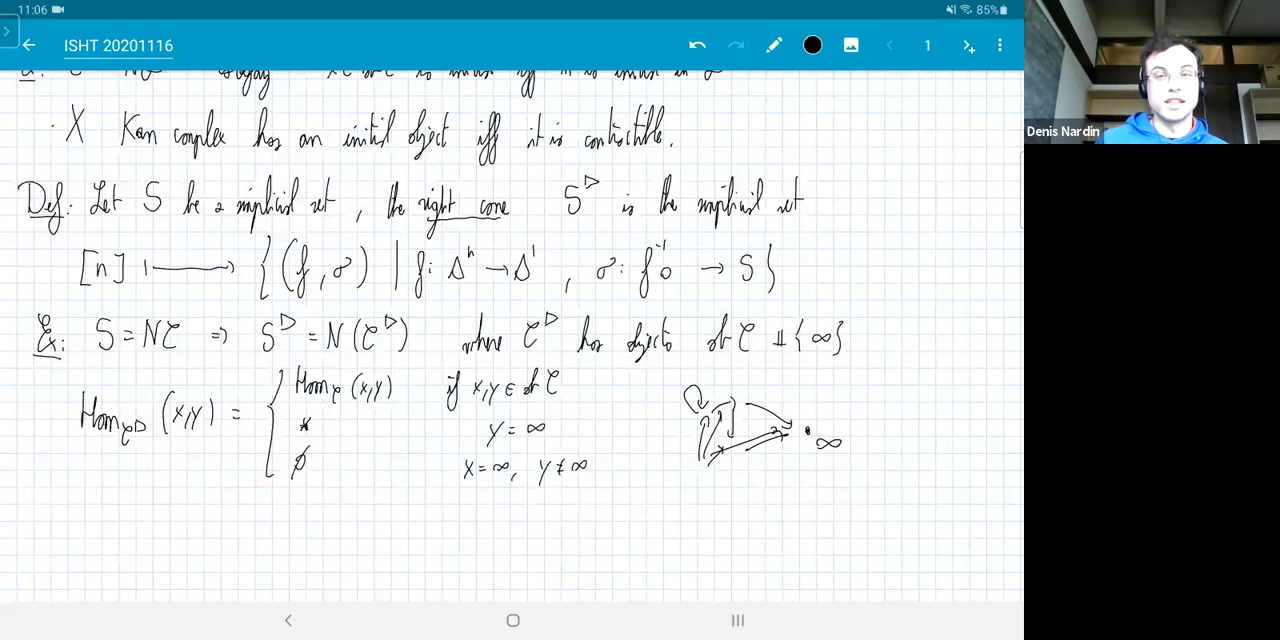 11:06
85%
ISHT 20201116
1
Denis Nardin
· X Kan complex has an initial object iff it is contractible.
Def: Let S be a simplicial set, the right cone S^▷ is the simplicial set
[n] ↦ {(f, σ) | f: Δ^n → Δ^1, σ: f^{-1}0 → S}
Ex: S = NC ⇒ S^▷ = N(C^▷) where C^▷ has objects ob C ⨿ {∞}
Hom_{C^▷}(x,y) = { Hom_C(x,y) if x,y ∈ ob C
* y = ∞
∅ x = ∞, y ≠ ∞
∞